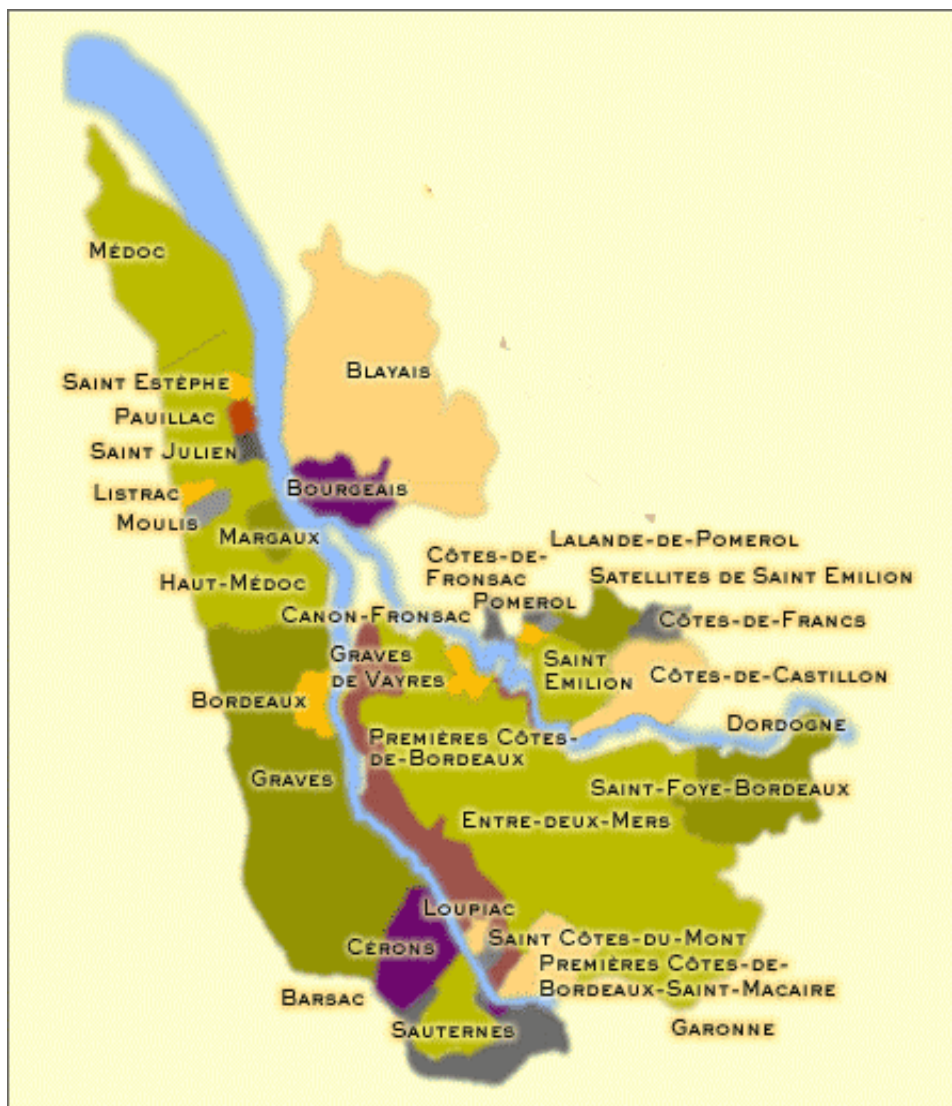 MÉDOC
BLAYAIS
SAINT ESTÈPHE
PAUILLAC
SAINT JULIEN
LISTRAC
BOURGEAIS
MOULIS
MARGAUX
HAUT-MÉDOC
CÔTES-DE-
FRONSAC
LALANDE-DE-POMEROL
SATELLITES DE SAINT EMILION
POMEROL
CANON-FRONSAC
CÔTES-DE-FRANCS
GRAVES
DE VAYRES
SAINT
EMILION
CÔTES-DE-CASTILLON
BORDEAUX
DORDOGNE
PREMIÈRES CÔTES-
DE-BORDEAUX
GRAVES
SAINT-FOYE-BORDEAUX
ENTRE-DEUX-MERS
LOUPIAC
CÉRONS
SAINT CÔTES-DU-MONT
PREMIÈRES CÔTES-DE-
BORDEAUX-SAINT-MACAIRE
BARSAC
SAUTERNES
GARONNE